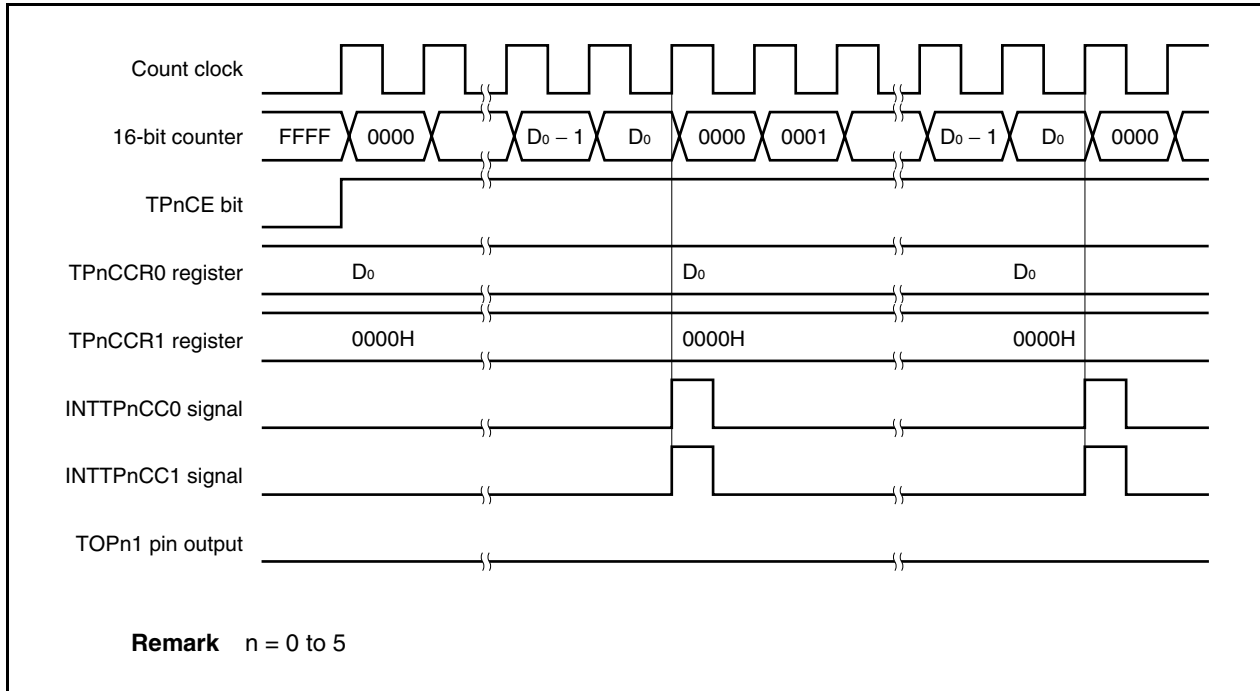 Count clock
16-bit counter FFFF 0000 D₀ − 1 D₀ 0000 0001 D₀ − 1 D₀ 0000
TPnCE bit
TPnCCR0 register D₀ D₀ D₀
TPnCCR1 register 0000H 0000H 0000H
INTTPnCC0 signal
INTTPnCC1 signal
TOPn1 pin output
Remark n = 0 to 5